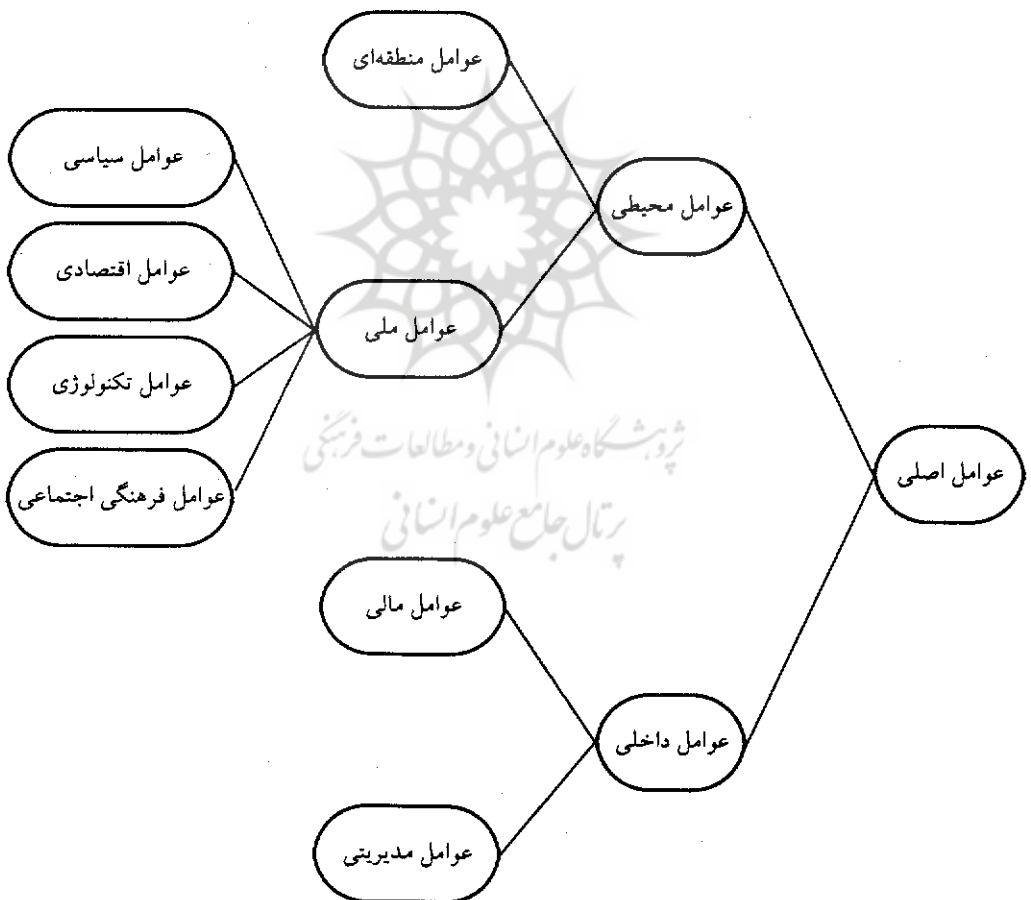 عوامل اصلی
عوامل محیطی
عوامل منطقه‌ای
عوامل ملی
عوامل سیاسی
عوامل اقتصادی
عوامل تکنولوژی
عوامل فرهنگی اجتماعی
عوامل داخلی
عوامل مالی
عوامل مدیریتی
پژوهشگاه علوم انسانی و مطالعات فرهنگی
پرتال جامع علوم انسانی